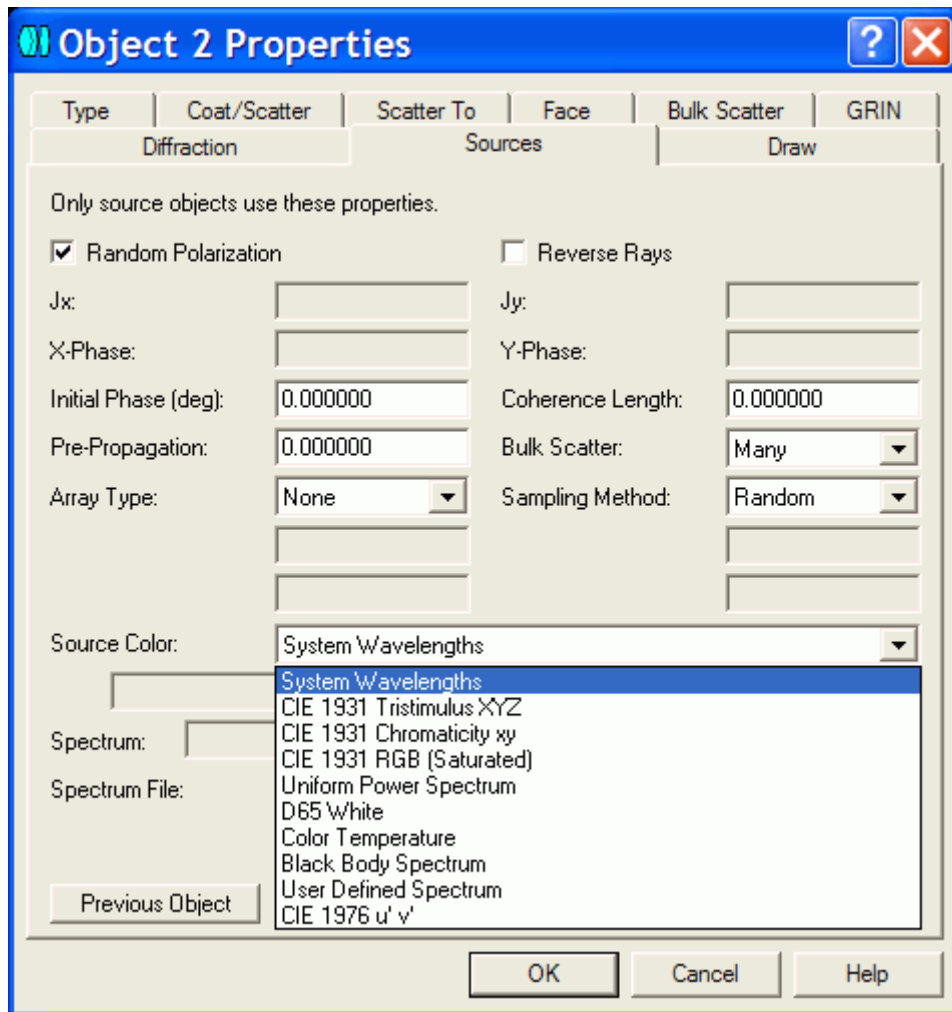 Object 2 Properties
Type Coat/Scatter Scatter To Face Bulk Scatter GRIN
Diffraction Sources Draw
Only source objects use these properties.
Random Polarization Reverse Rays
Jx: Jy:
X-Phase: Y-Phase:
Initial Phase (deg): 0.000000 Coherence Length: 0.000000
Pre-Propagation: 0.000000 Bulk Scatter: Many
Array Type: None Sampling Method: Random
Source Color: System Wavelengths
System Wavelengths
CIE 1931 Tristimulus XYZ
CIE 1931 Chromaticity xy
Spectrum:
CIE 1931 RGB (Saturated)
Spectrum File:
Uniform Power Spectrum
D65 White
Color Temperature
Black Body Spectrum
User Defined Spectrum
CIE 1976 u' v'
Previous Object
OK Cancel Help